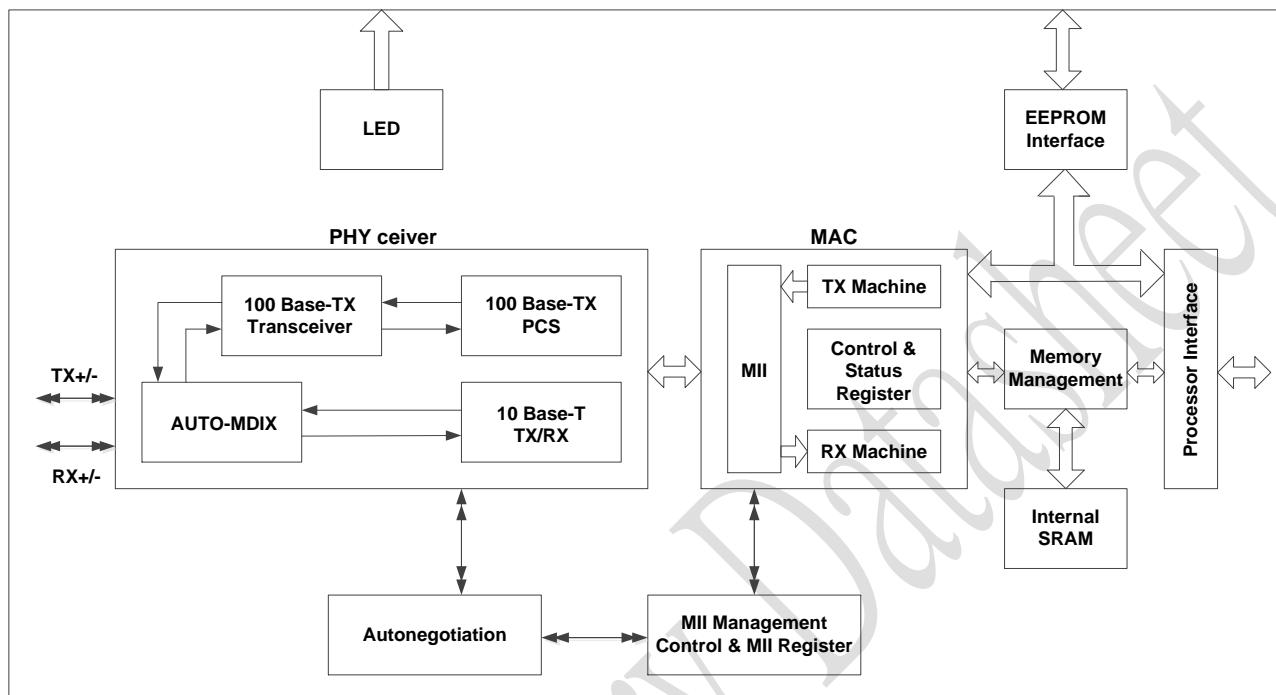 LED
EEPROM
Interface
PHY ceiver
MAC
100 Base-TX
Transceiver
100 Base-TX
PCS
TX Machine
MII
Control &
Status
Register
Memory
Management
Processor Interface
TX+/-
AUTO-MDIX
10 Base-T
TX/RX
RX Machine
RX+/-
Internal
SRAM
Autonegotiation
MII Management
Control & MII Register
Datasheet